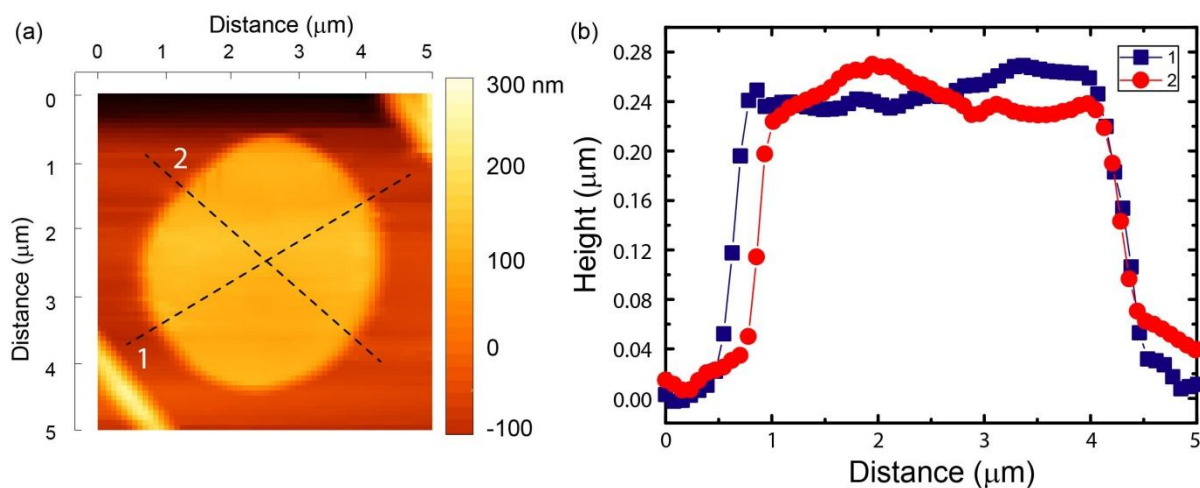 (a)
Distance (μm)
0 1 2 3 4 5
Distance (μm)
0
1
2
3
4
5
2
1
300 nm
200
100
0
-100
(b)
Height (μm)
0.28
0.24
0.20
0.16
0.12
0.08
0.04
0.00
1
2
0 1 2 3 4 5
Distance (μm)